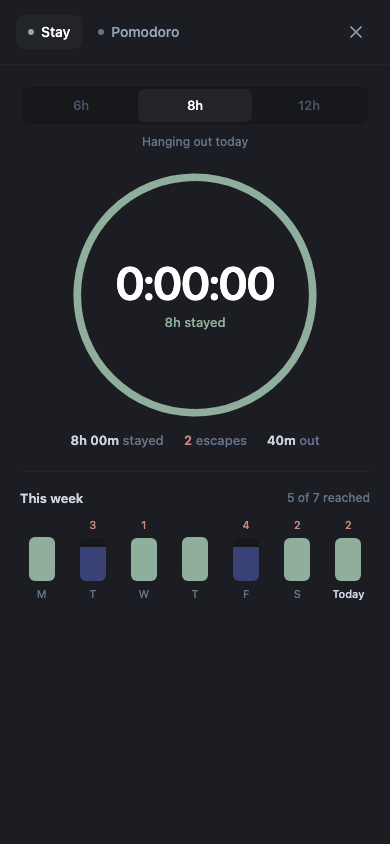 Stay Pomodoro
6h 8h 12h
Hanging out today
0:00:00
8h stayed
8h 00m stayed 2 escapes 40m out
This week 5 of 7 reached
3 1 4 2 2
M T W T F S Today